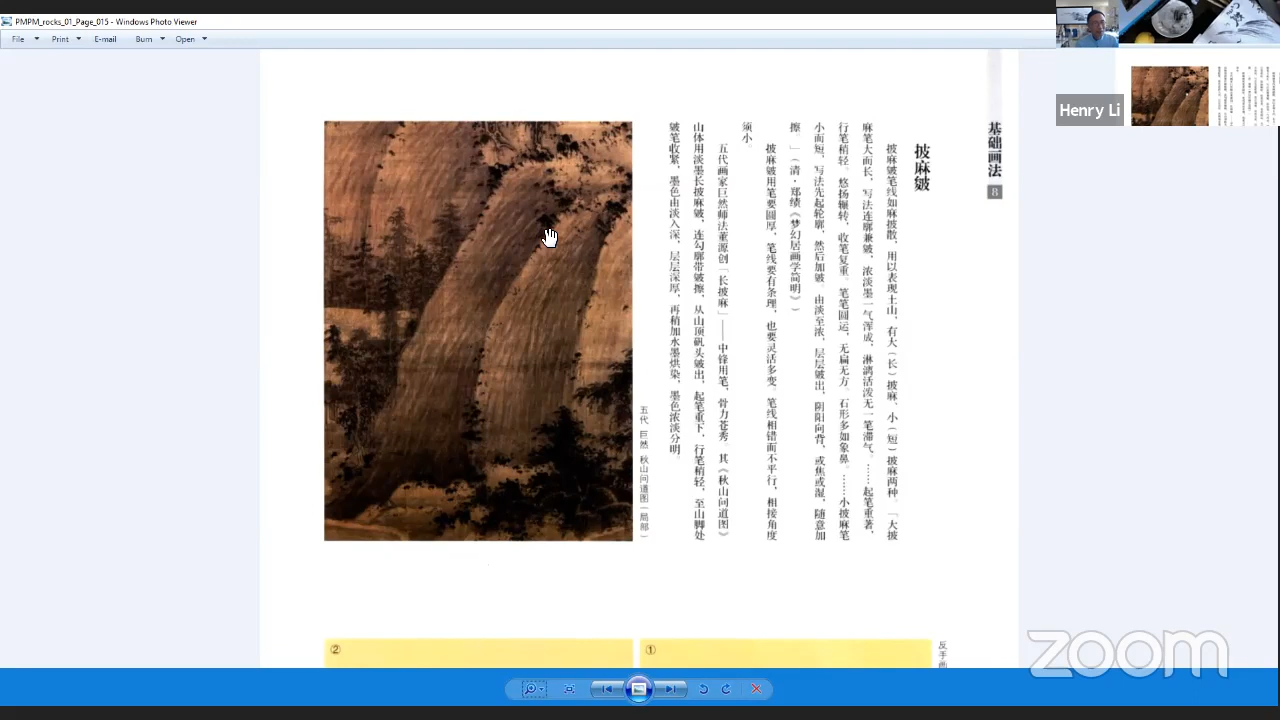 PMPM_rocks_01_Page_015 - Windows Photo Viewer
File Print E-mail Burn Open
Henry Li
基础画法 8
披麻皴
披麻皴笔线如麻披散，用以表现土山，有大（长）披麻、小（短）披麻两种。「大披
麻笔大而长，写法连廓兼皴，浓淡墨一气浑成，淋漓活泼无一笔滞气。……起笔重著，
行笔稍轻。悠扬辗转，收笔复重。笔笔圆运，无扁无方。石形多如象鼻。……小披麻笔
小而短，写法先起轮廓，然后加皴。由淡至浓，层层皴出，阴阳向背，或焦或湿，随意加
擦。」（清·郑绩《梦幻居画学简明》）
披麻皴用笔要圆厚，笔线要有条理，也要灵活多变。笔线相错而不平行，相接角度
须小。
五代画家巨然师法董源创「长披麻」——中锋用笔，骨力苍秀。其《秋山问道图》
山体用淡墨长披麻皴，连勾廓带皴擦，从山顶矾头皴出，起笔重下，行笔稍轻，至山脚处
皴笔收紧，墨色由淡入深，层层深厚，再稍加水墨烘染，墨色浓淡分明。
五代 巨然 秋山问道图（局部）
反手画
①
②
zoom